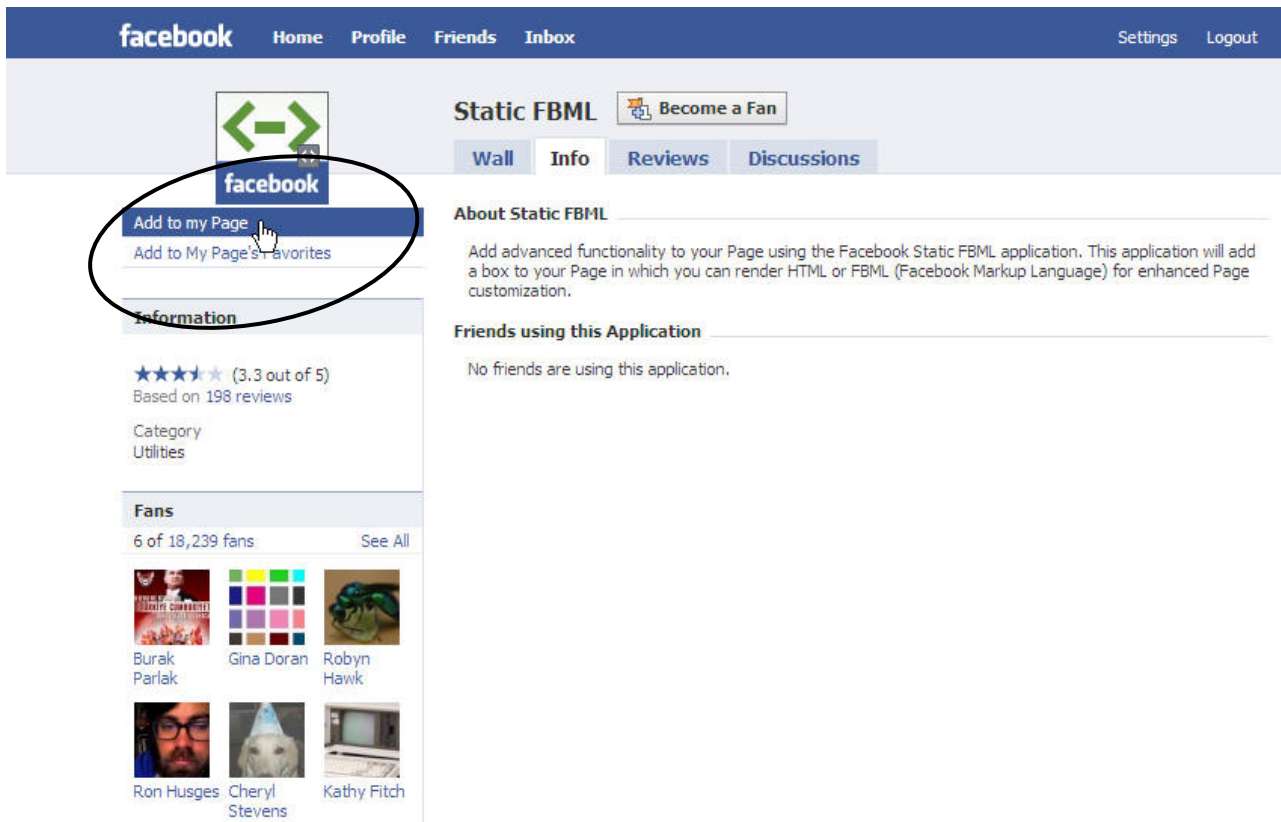 facebook Home Profile Friends Inbox Settings Logout
Static FBML Become a Fan
Wall Info Reviews Discussions
facebook
Add to my Page
Add to My Page's Favorites
Information
(3.3 out of 5)
Based on 198 reviews
Category
Utilities
Fans
6 of 18,239 fans See All
Burak Parlak
Gina Doran
Robyn Hawk
Ron Husges
Cheryl Stevens
Kathy Fitch
About Static FBML
Add advanced functionality to your Page using the Facebook Static FBML application. This application will add
a box to your Page in which you can render HTML or FBML (Facebook Markup Language) for enhanced Page
customization.
Friends using this Application
No friends are using this application.